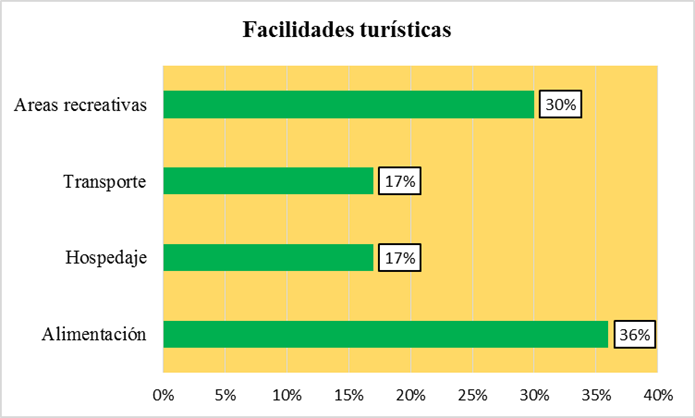 Facilidades turísticas
Areas recreativas
30%
Transporte
17%
Hospedaje
17%
Alimentación
36%
0% 5% 10% 15% 20% 25% 30% 35% 40%